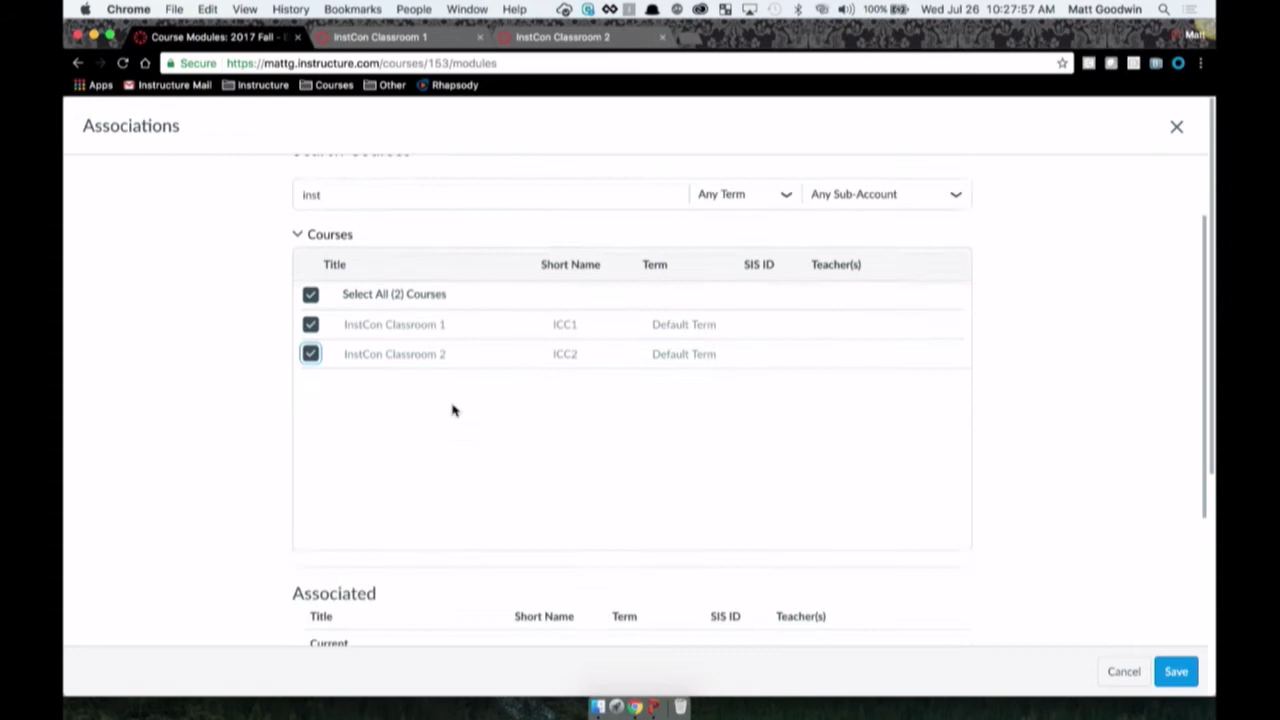 Chrome File Edit View History Bookmarks People Window Help 100% Wed Jul 26 10:27:57 AM Matt Goodwin
Course Modules: 2017 Fall - InstCon Classroom 1 InstCon Classroom 2 Matt
Secure https://mattg.instructure.com/courses/153/modules
Apps Instructure Mail Instructure Courses Other Rhapsody
Associations
inst Any Term Any Sub-Account
Courses
Title Short Name Term SIS ID Teacher(s)
Select All (2) Courses
InstCon Classroom 1 ICC1 Default Term
InstCon Classroom 2 ICC2 Default Term
Associated
Title Short Name Term SIS ID Teacher(s)
Current
Cancel Save